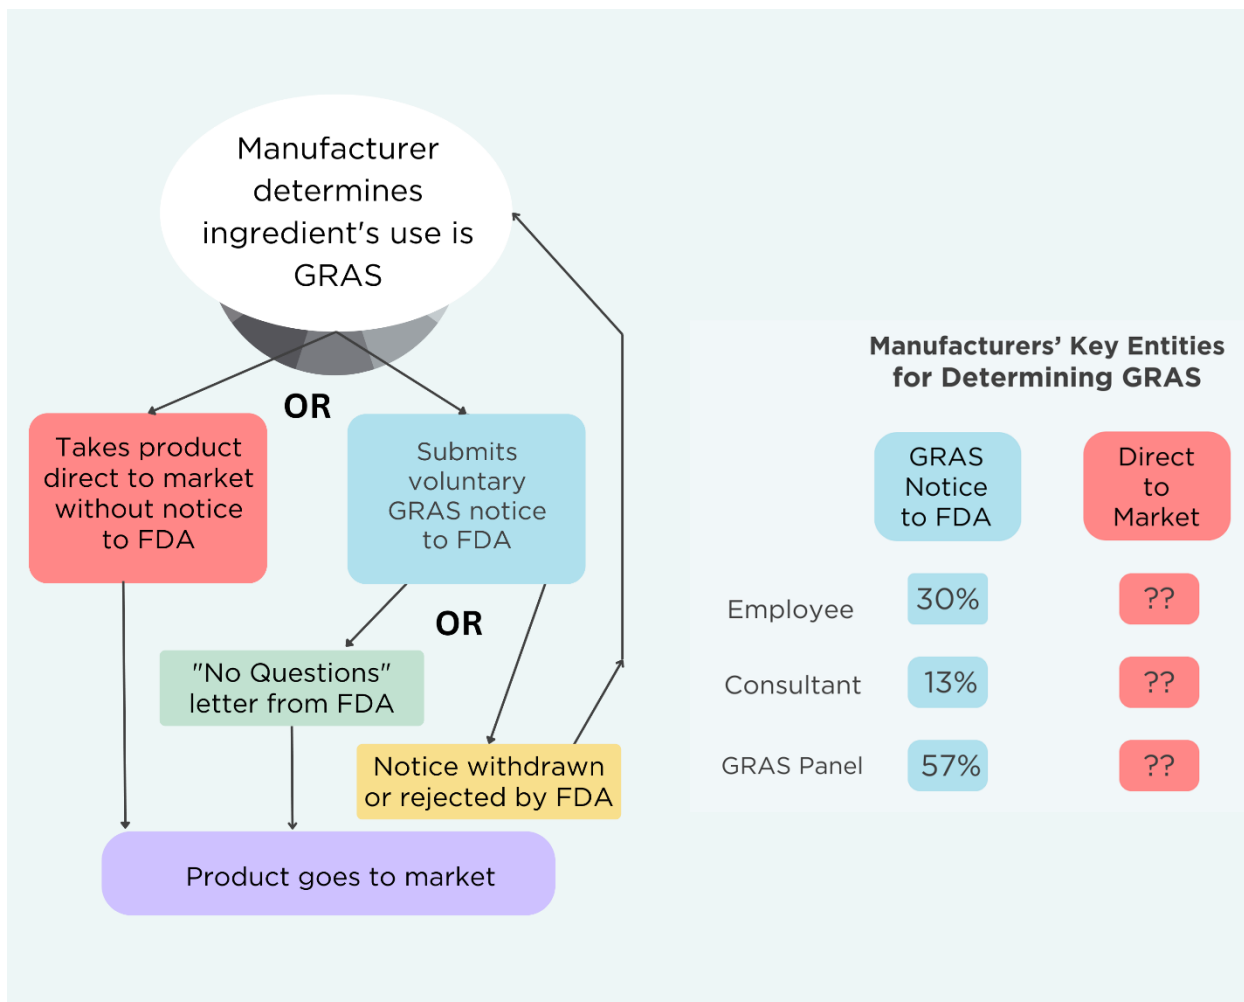 Manufacturer
determines
ingredient's use is
GRAS
OR
Takes product
direct to market
without notice
to FDA
Submits
voluntary
GRAS notice
to FDA
OR
"No Questions"
letter from FDA
Notice withdrawn
or rejected by FDA
Product goes to market
Manufacturers’ Key Entities
for Determining GRAS
GRAS
Notice
to FDA
Direct
to
Market
Employee
30%
??
Consultant
13%
??
GRAS Panel
57%
??